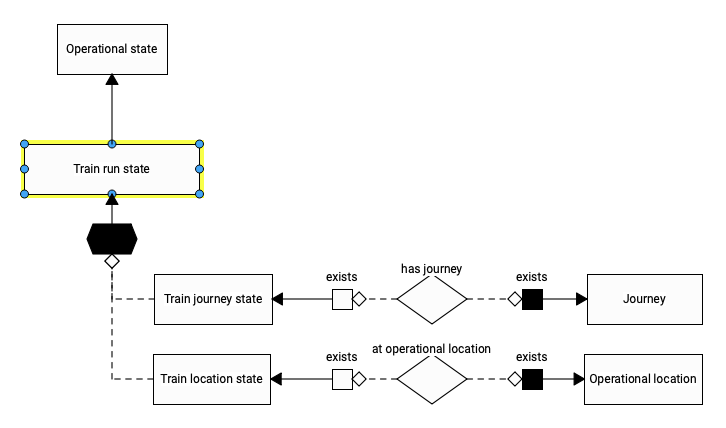 Operational state
Train run state
has journey
exists
exists
Train journey state
Journey
at operational location
exists
exists
Train location state
Operational location